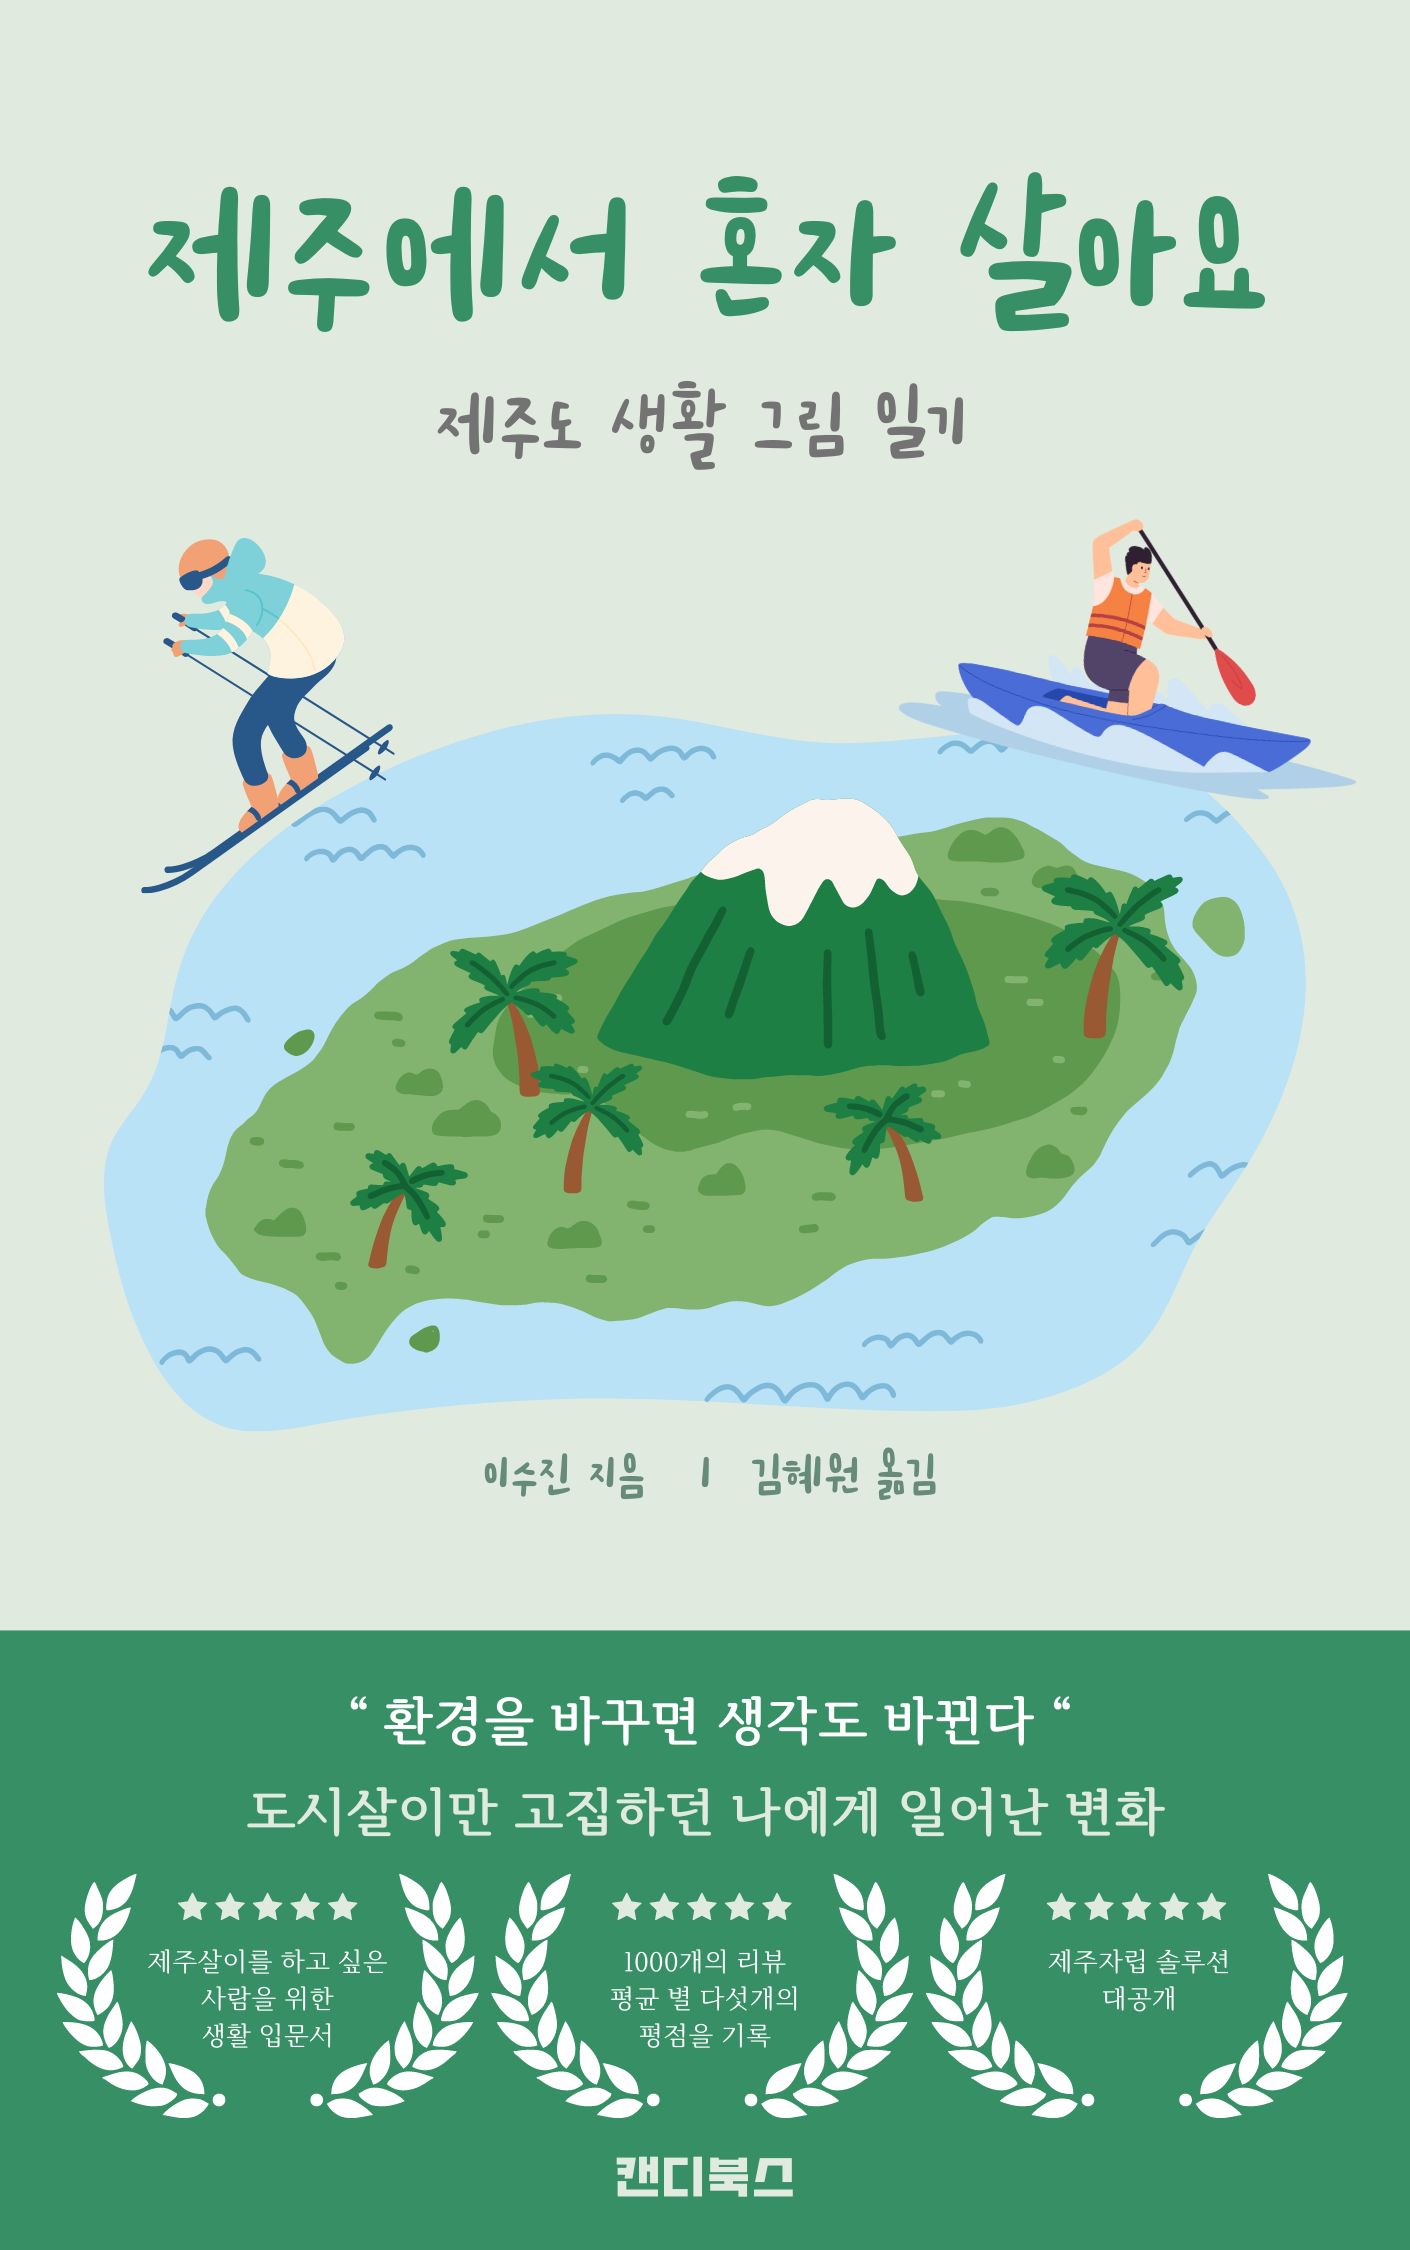 제주에서 혼자 살아요
제주도 생활 그림 일기
이수진 지음 | 김혜원 옮김
“ 환경을 바꾸면 생각도 바뀐다 “
도시살이만 고집하던 나에게 일어난 변화
제주살이를 하고 싶은
사람을 위한
생활 입문서
1000개의 리뷰
평균 별 다섯개의
평점을 기록
제주자립 솔루션
대공개
캔디북스